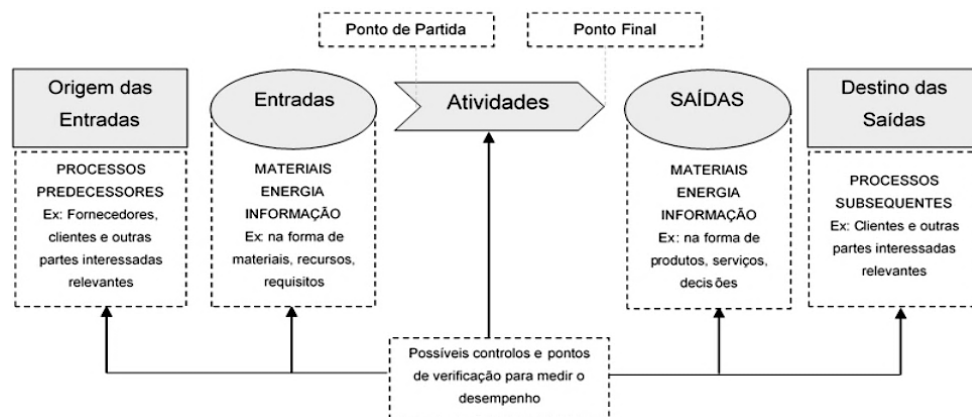 Ponto de Partida
Ponto Final
Origem das
Entradas
Entradas
Atividades
SAÍDAS
Destino das
Saídas
PROCESSOS
PREDECESSORES
Ex: Fornecedores,
clientes e outras
partes interessadas
relevantes
MATERIAIS
ENERGIA
INFORMAÇÃO
Ex: na forma de
materiais, recursos,
requisitos
MATERIAIS
ENERGIA
INFORMAÇÃO
Ex: na forma de
produtos, serviços,
decisões
PROCESSOS
SUBSEQUENTES
Ex: Clientes e outras
partes interessadas
relevantes
Possíveis controlos e pontos
de verificação para medir o
desempenho